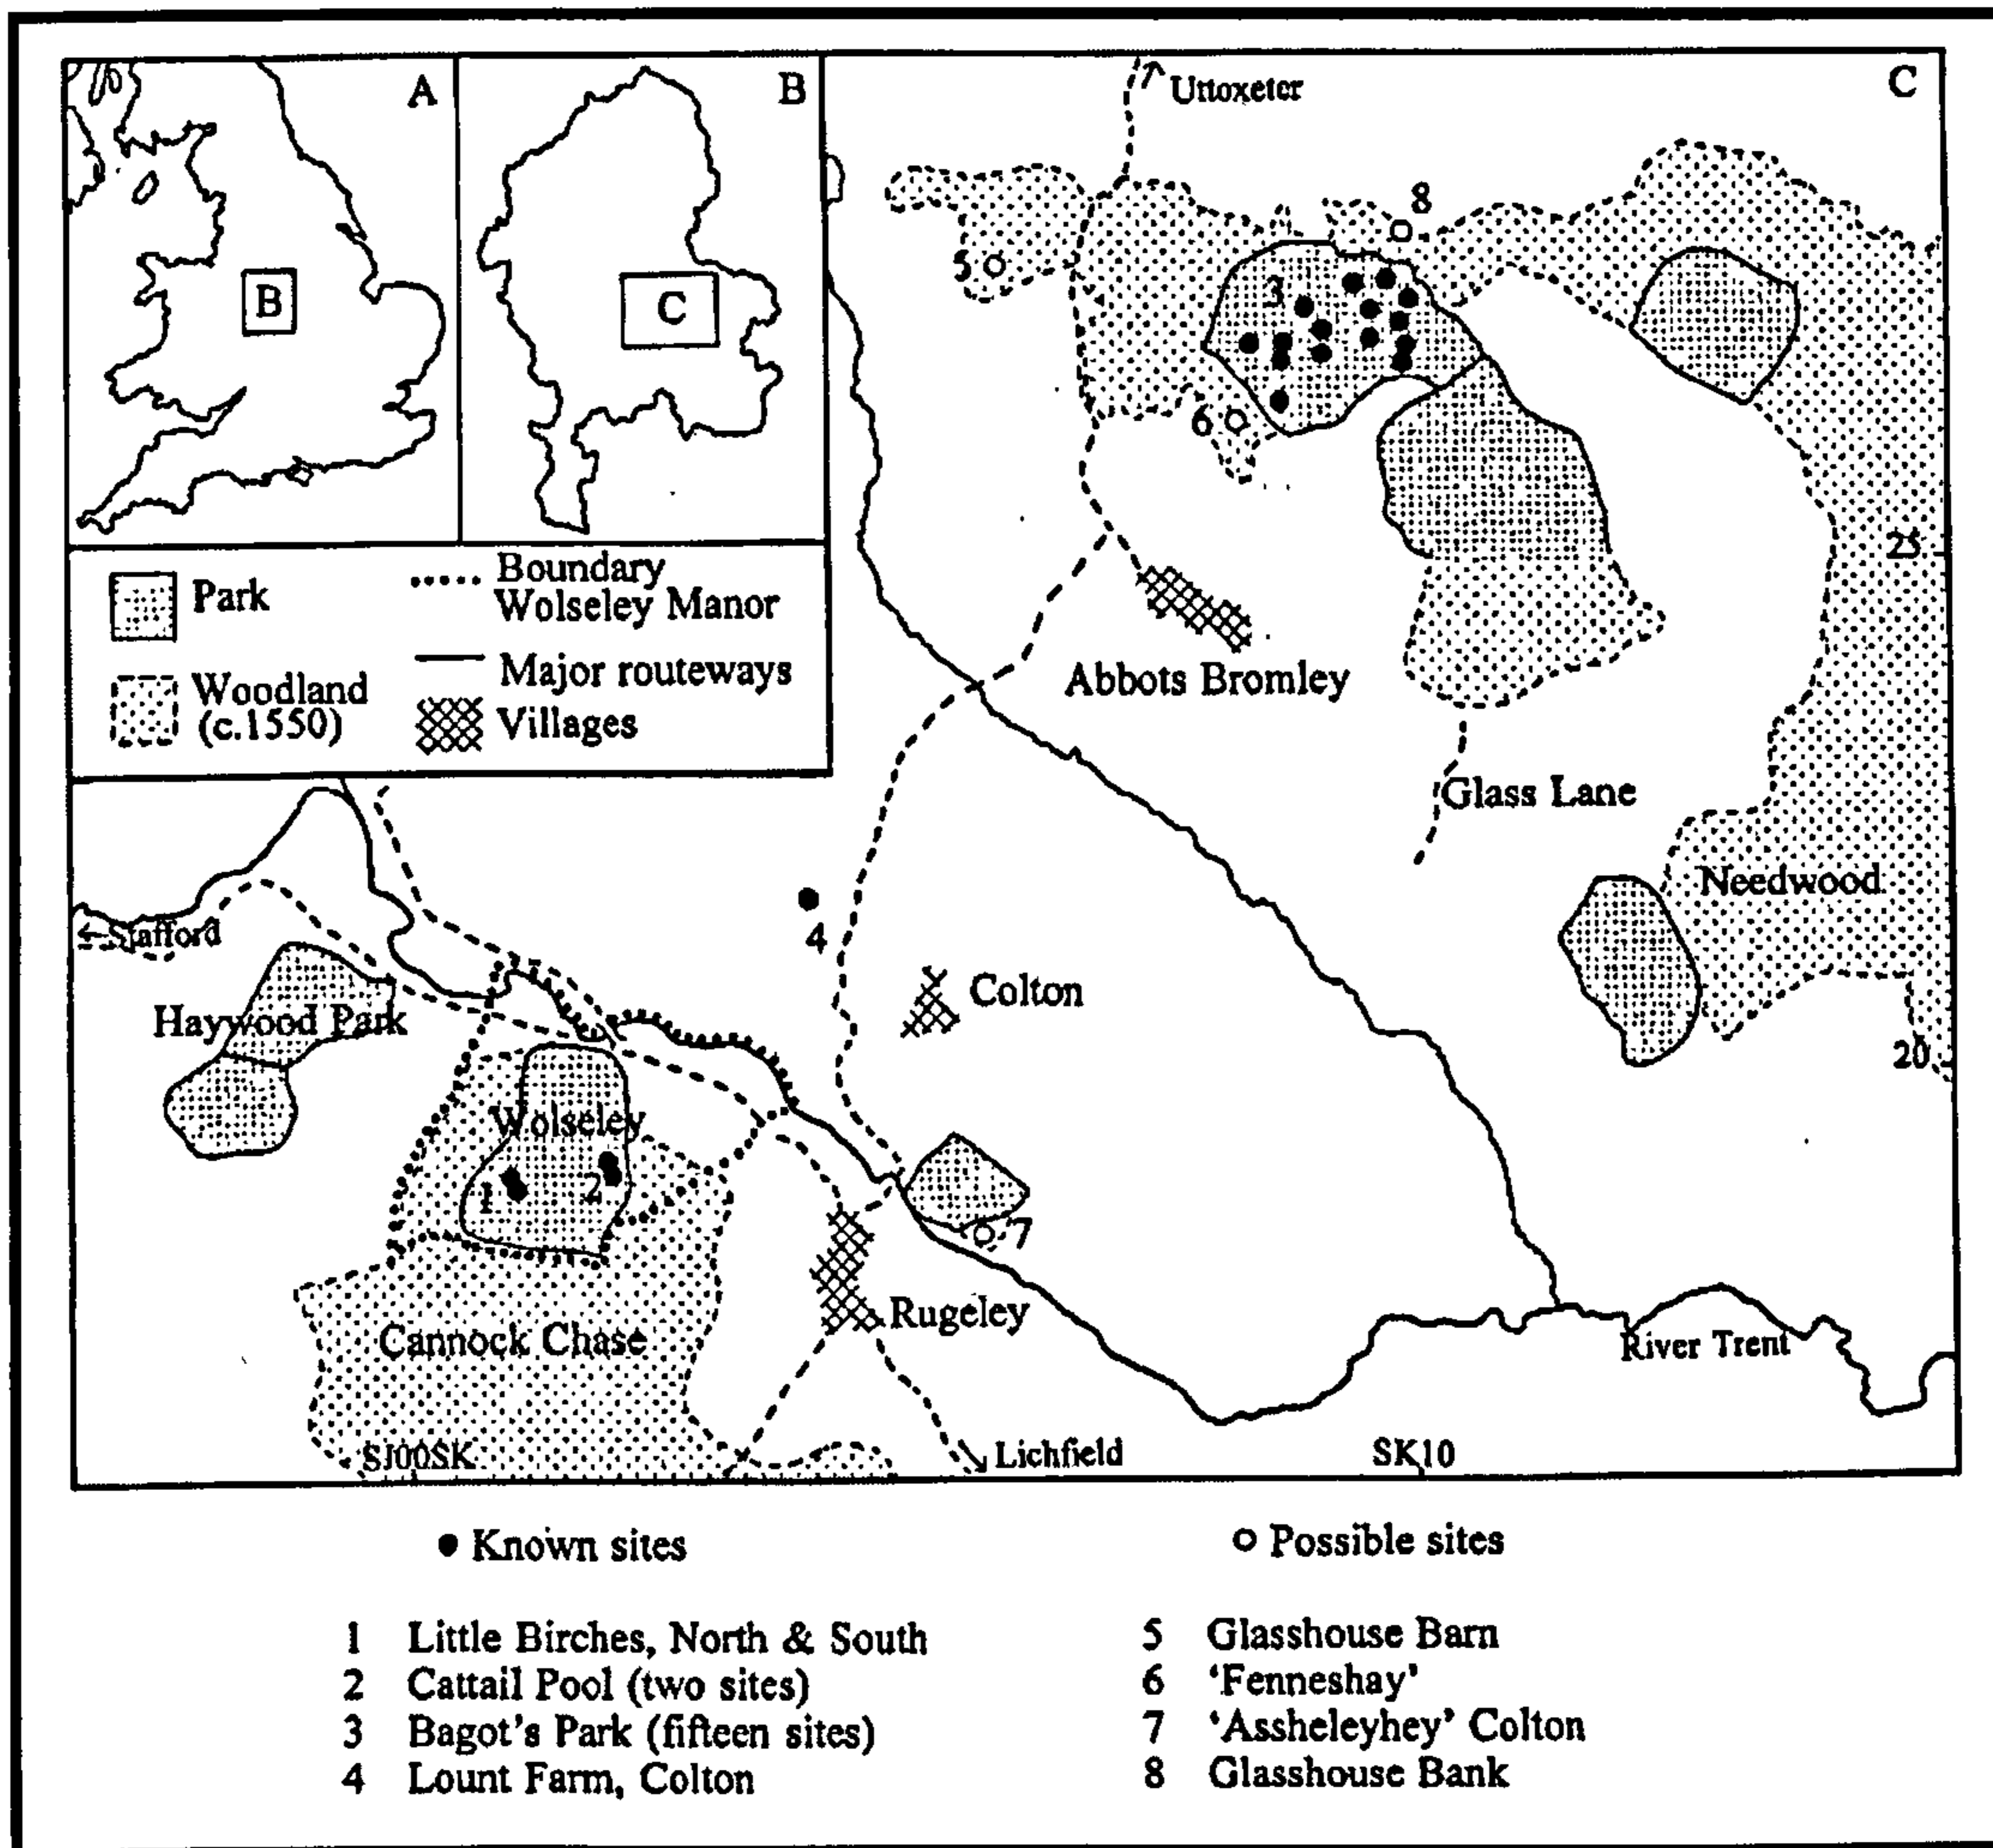 A
B
B
C
C
Uttoxeter
8
5
3
6
25
Park
Boundary
Wolseley Manor
Woodland
(c.1550)
Major routeways
Villages
Abbots Bromley
Glass Lane
Needwood
←Stafford
4
Haywood Park
Colton
20
Wolseley
1
2
7
Rugeley
Cannock Chase
River Trent
SJ00SK
Lichfield
SK10
Known sites
Possible sites
1 Little Birches, North & South
2 Cattail Pool (two sites)
3 Bagot's Park (fifteen sites)
4 Lount Farm, Colton
5 Glasshouse Barn
6 ‘Fenneshay’
7 ‘Assheleyhey’ Colton
8 Glasshouse Bank